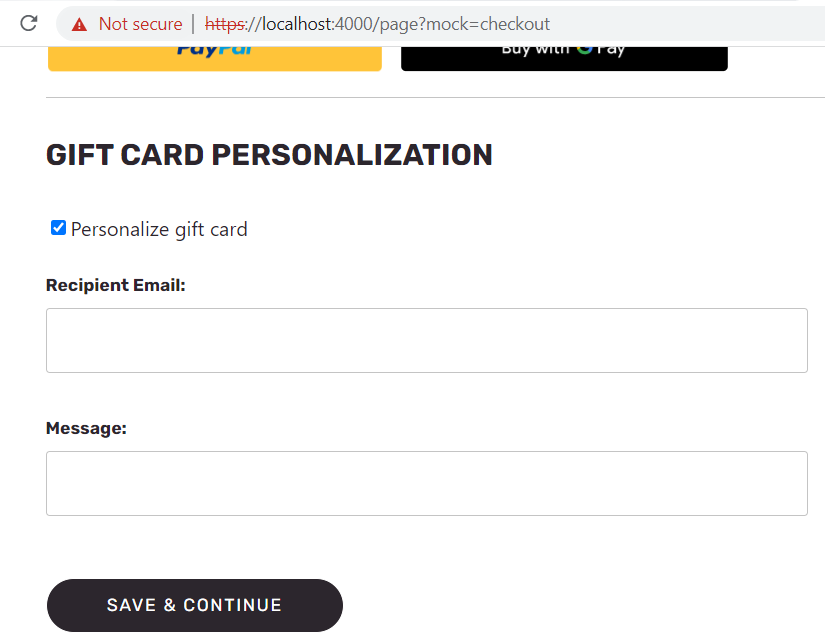 Not secure | https://localhost:4000/page?mock=checkout
PayPal Buy with G Pay
GIFT CARD PERSONALIZATION
Personalize gift card
Recipient Email:
Message:
SAVE & CONTINUE